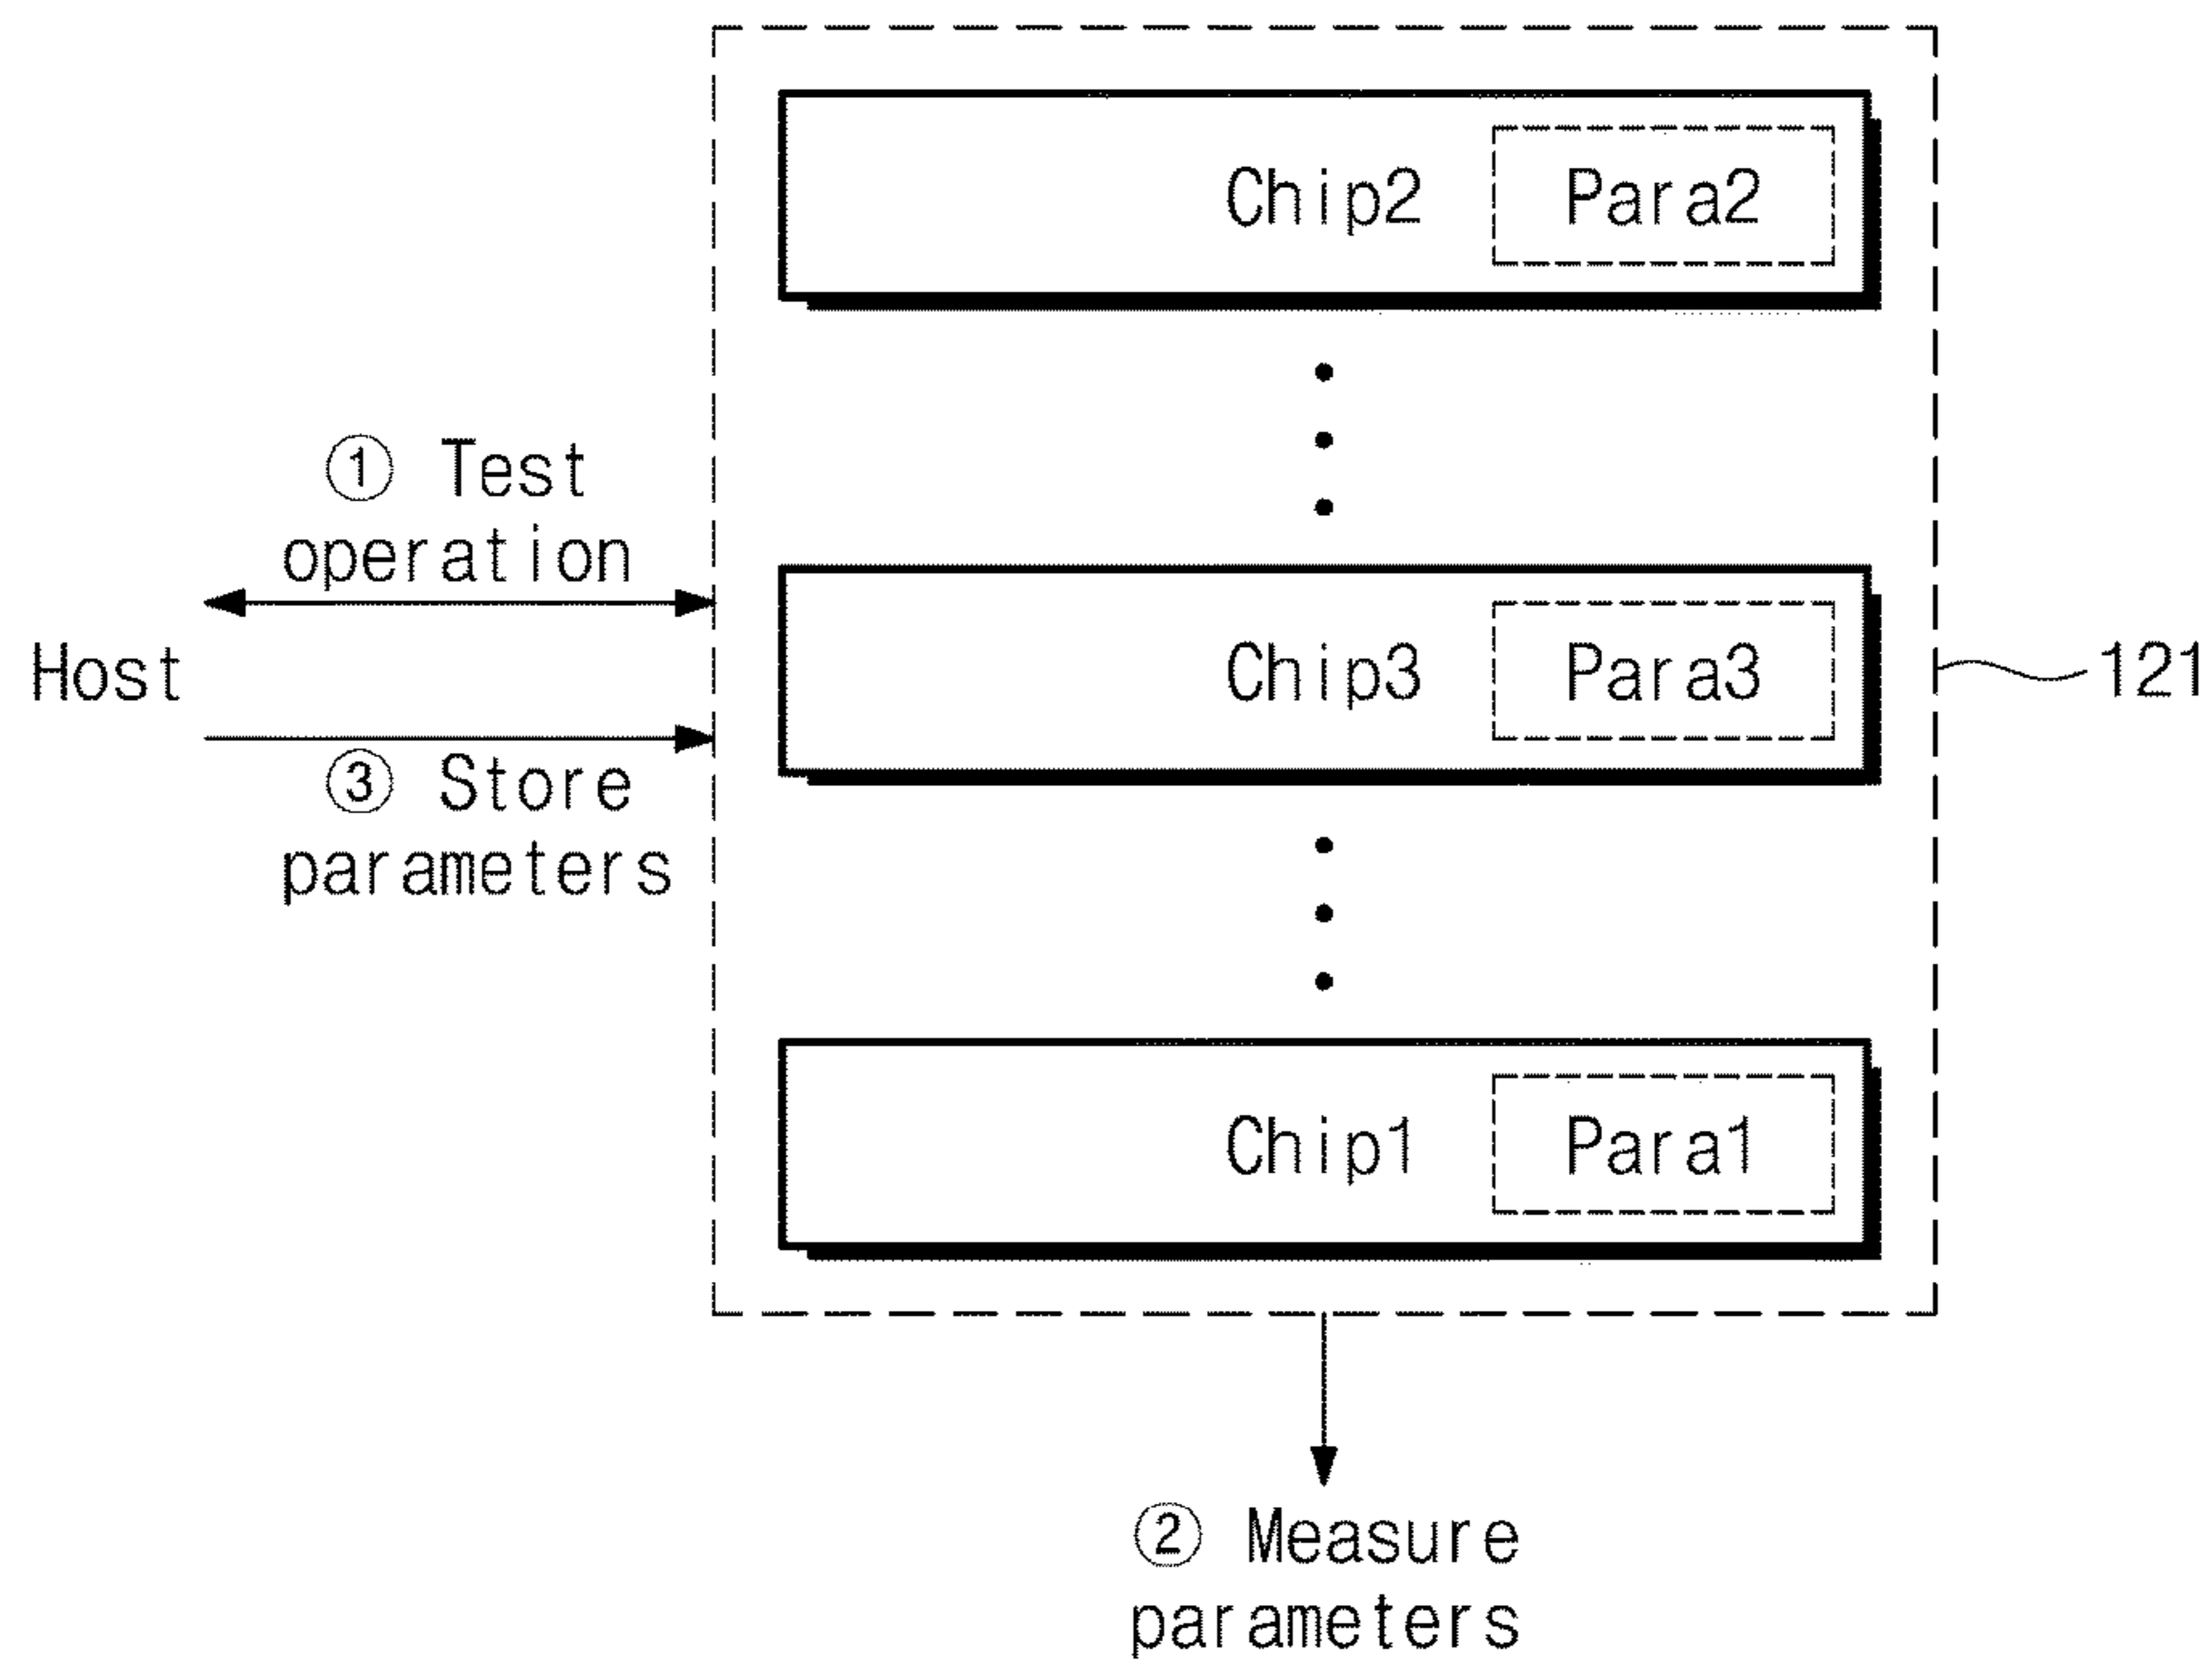 Chip2 Para2
① Test
operation
Host
Chip3 Para3
121
③ Store
parameters
Chip1 Para1
② Measure
parameters